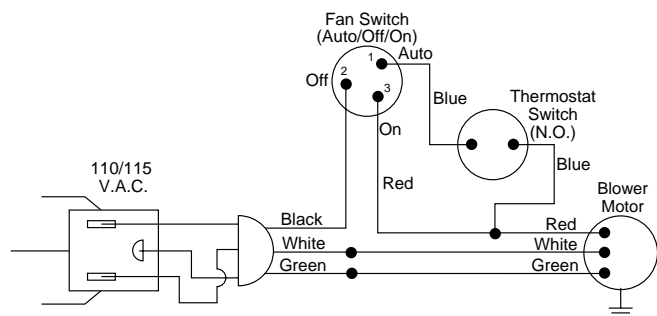 Fan Switch
(Auto/Off/On)
1
Auto
Off
2
3
On
Blue
Thermostat
Switch
(N.O.)
Blue
110/115
V.A.C.
Red
Blower
Motor
Black
Red
White
White
Green
Green